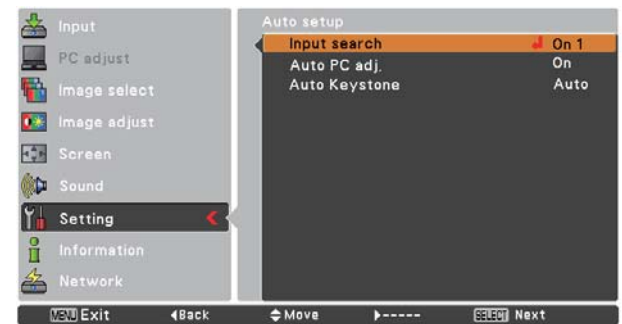 Input
PC adjust
Image select
Image adjust
Screen
Sound
Setting
Information
Network
Auto setup
Input search On 1
Auto PC adj. On
Auto Keystone Auto
MENU Exit Back Move ----- SELECT Next